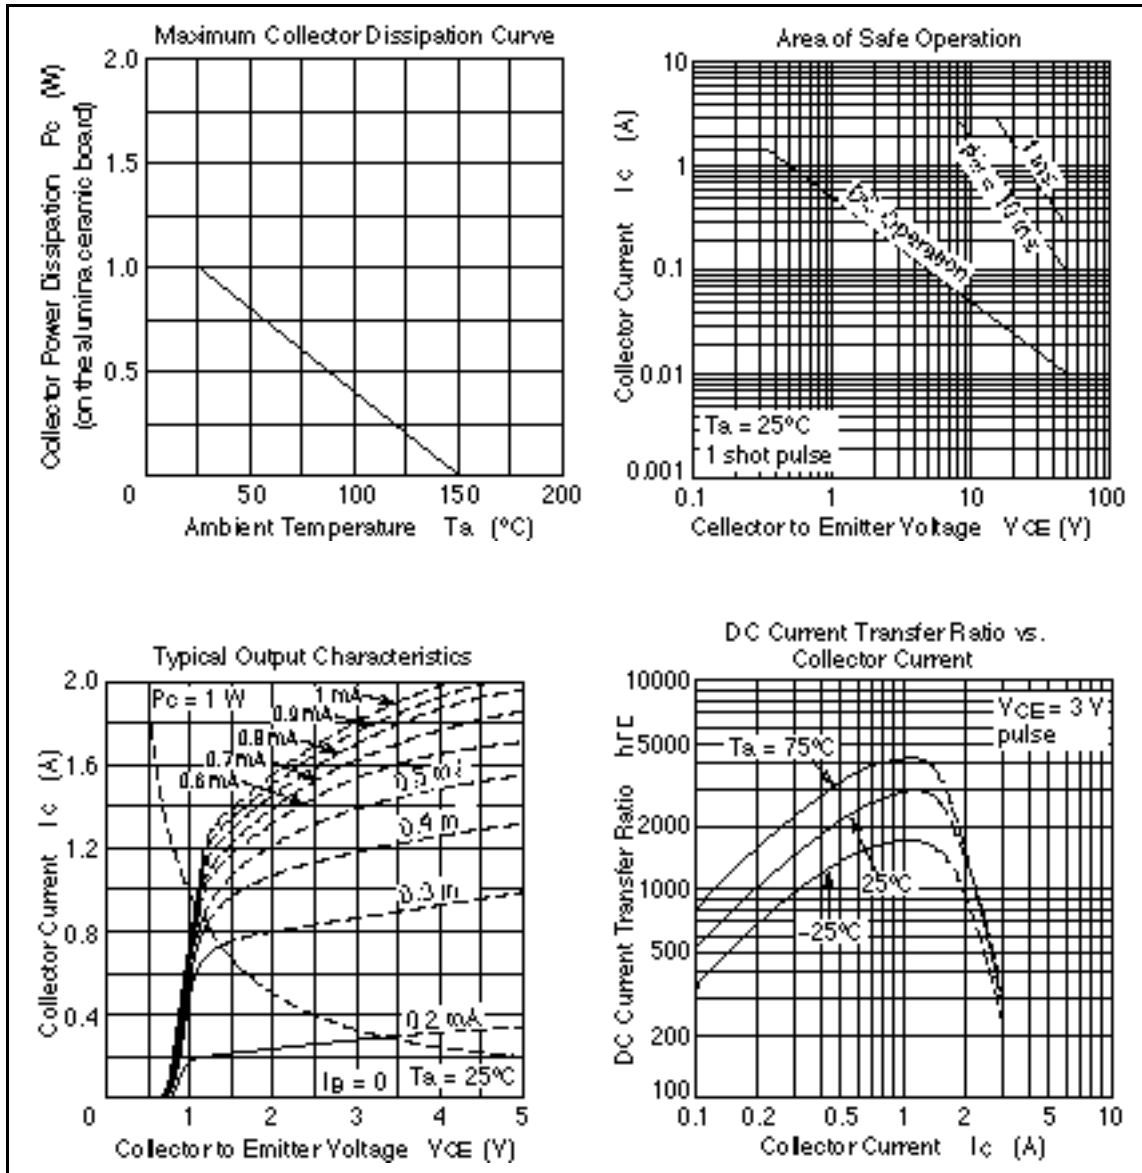 Maximum Collector Dissipation Curve
Collector Power Dissipation Pc (W)
(on the alumina ceramic board)
2.0
1.5
1.0
0.5
0 50 100 150 200
Ambient Temperature Ta (°C)
Area of Safe Operation
Collector Current Ic (A)
10
1
0.1
0.01
0.001
1 ms
PW = 10 ms
DC Operation
Ta = 25°C
1 shot pulse
0.1 1 10 100
Cellector to Emitter Voltage VCE (V)
Typical Output Characteristics
Collector Current Ic (A)
2.0
1.6
1.2
0.8
0.4
Pc = 1 W
1 mA
0.9 mA
0.8 mA
0.7 mA
0.6 mA
0.5 m
0.4 m
0.3 m
0.2 mA
IB = 0
Ta = 25°C
0 1 2 3 4 5
Collector to Emitter Voltage VCE (V)
DC Current Transfer Ratio vs.
Collector Current
DC Current Transfer Ratio hFE
10000
5000
2000
1000
500
200
100
VCE = 3 V
pulse
Ta = 75°C
25°C
–25°C
0.1 0.2 0.5 1 2 5 10
Collector Current Ic (A)